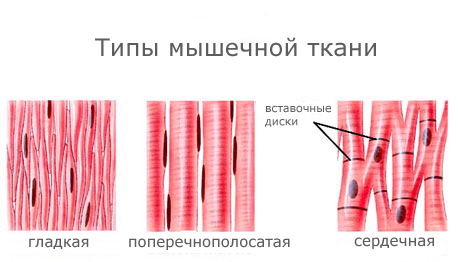 Типы мышечной ткани
вставочные
диски
гладкая
поперечнополосатая
сердечная